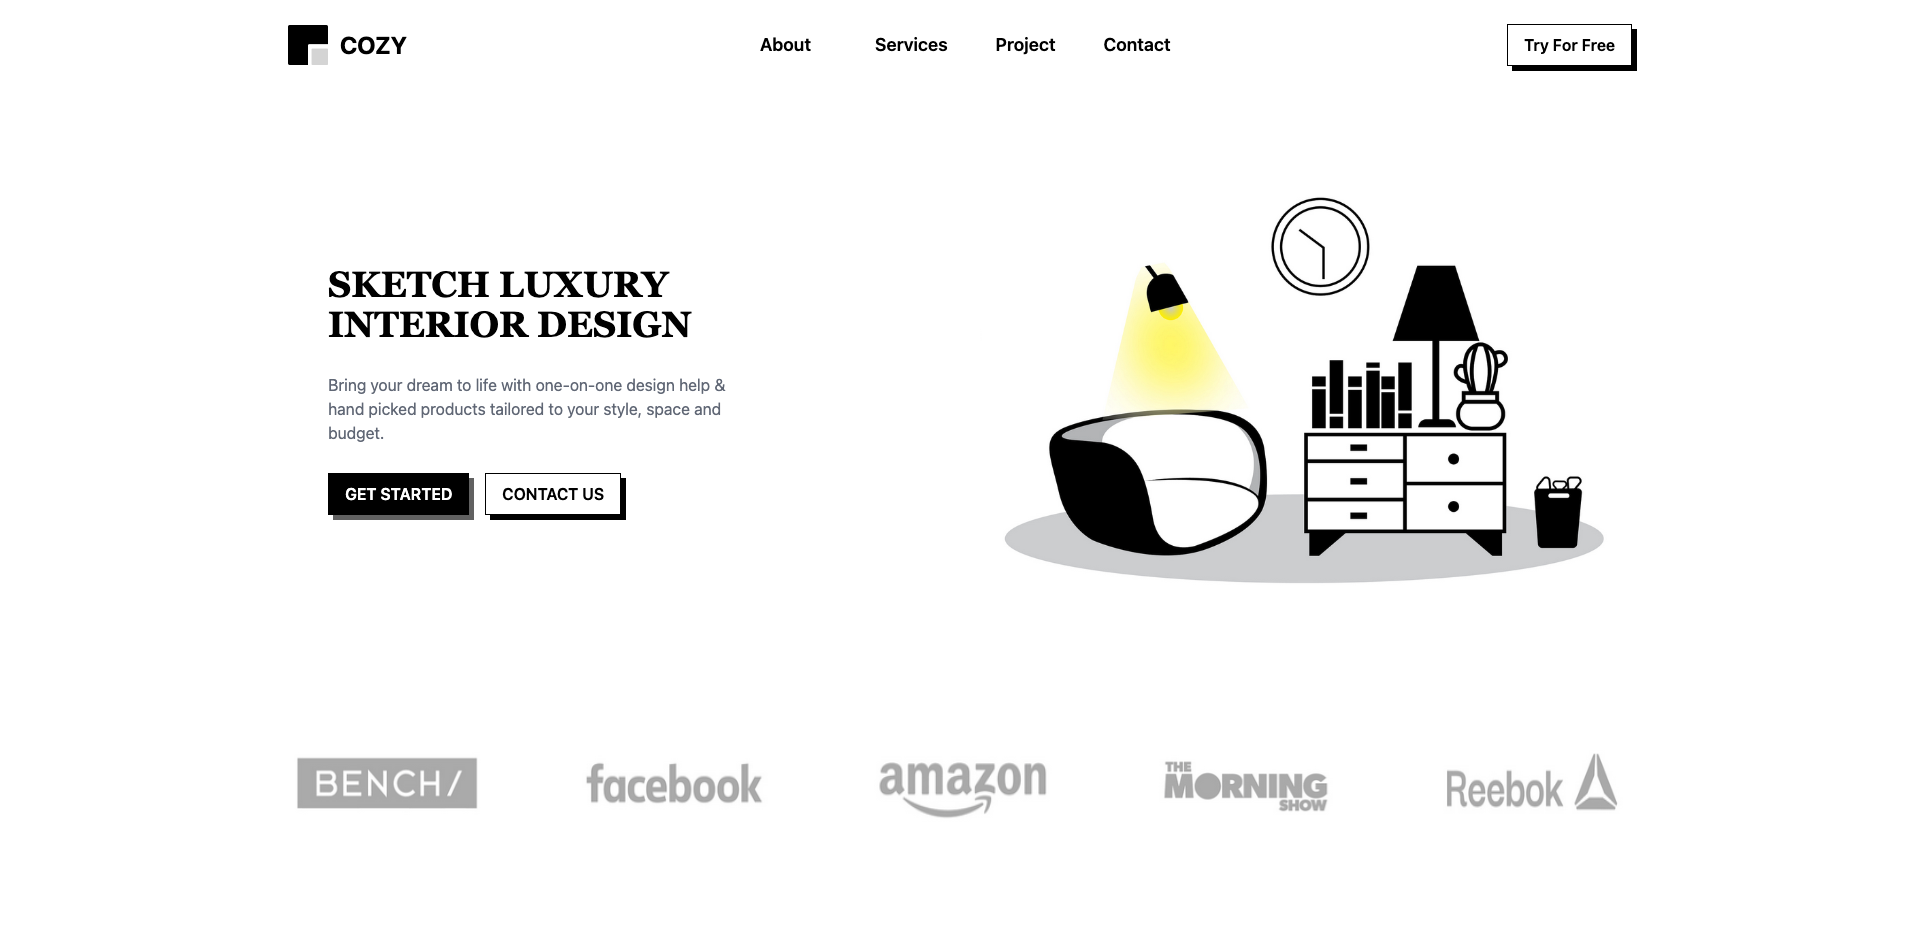 COZY
About
Services
Project
Contact
Try For Free
SKETCH LUXURY
INTERIOR DESIGN
Bring your dream to life with one-on-one design help &
hand picked products tailored to your style, space and
budget.
GET STARTED
CONTACT US
BENCH/
facebook
amazon
THE
MORNING
SHOW
Reebok